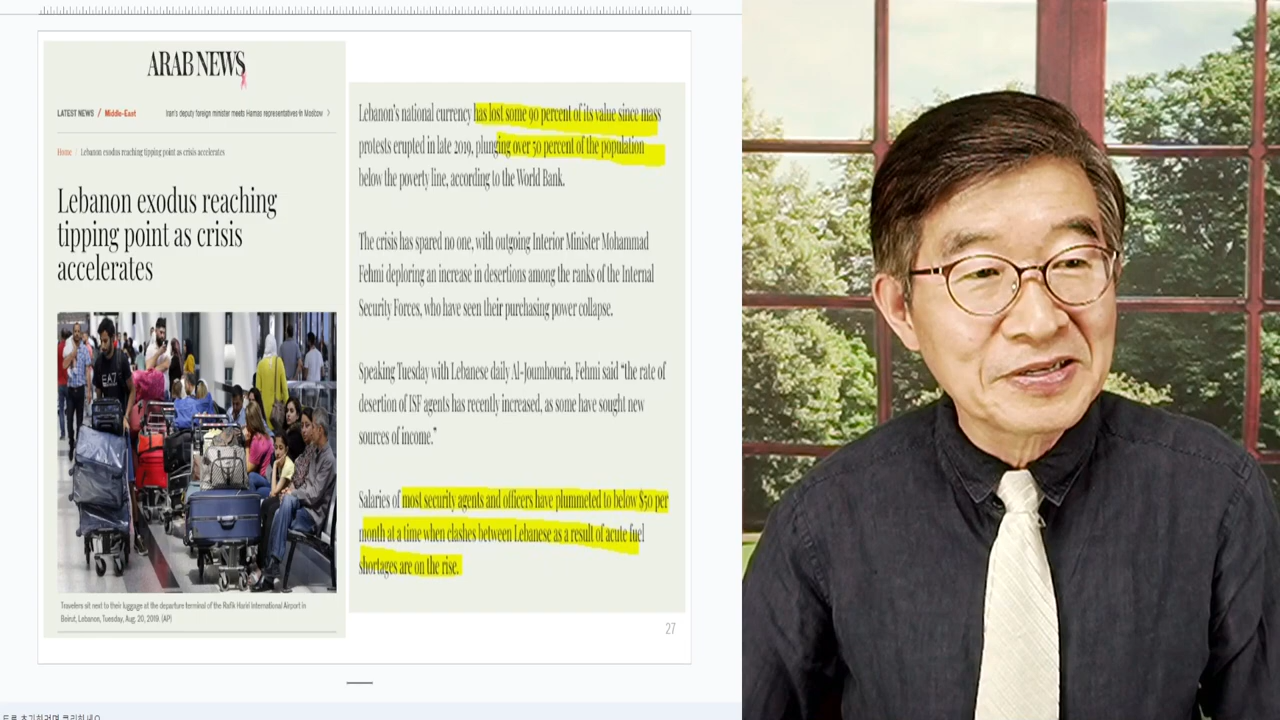 ARAB NEWS
LATEST NEWS / Middle-East Iran's deputy foreign minister meets Hamas representatives in Moscow >
Home / Lebanon exodus reaching tipping point as crisis accelerates
Lebanon exodus reaching
tipping point as crisis
accelerates
EA7
Travelers sit next to their luggage at the departure terminal of the Rafik Hariri International Airport in
Beirut, Lebanon, Tuesday, Aug. 20, 2019. (AP)
Lebanon's national currency has lost some 90 percent of its value since mass
protests erupted in late 2019, plunging over 50 percent of the population
below the poverty line, according to the World Bank.
The crisis has spared no one, with outgoing Interior Minister Mohammad
Fehmi deploring an increase in desertions among the ranks of the Internal
Security Forces, who have seen their purchasing power collapse.
Speaking Tuesday with Lebanese daily Al-Joumhouria, Fehmi said “the rate of
desertion of ISF agents has recently increased, as some have sought new
sources of income.”
Salaries of most security agents and officers have plummeted to below $50 per
month at a time when clashes between Lebanese as a result of acute fuel
shortages are on the rise.
27